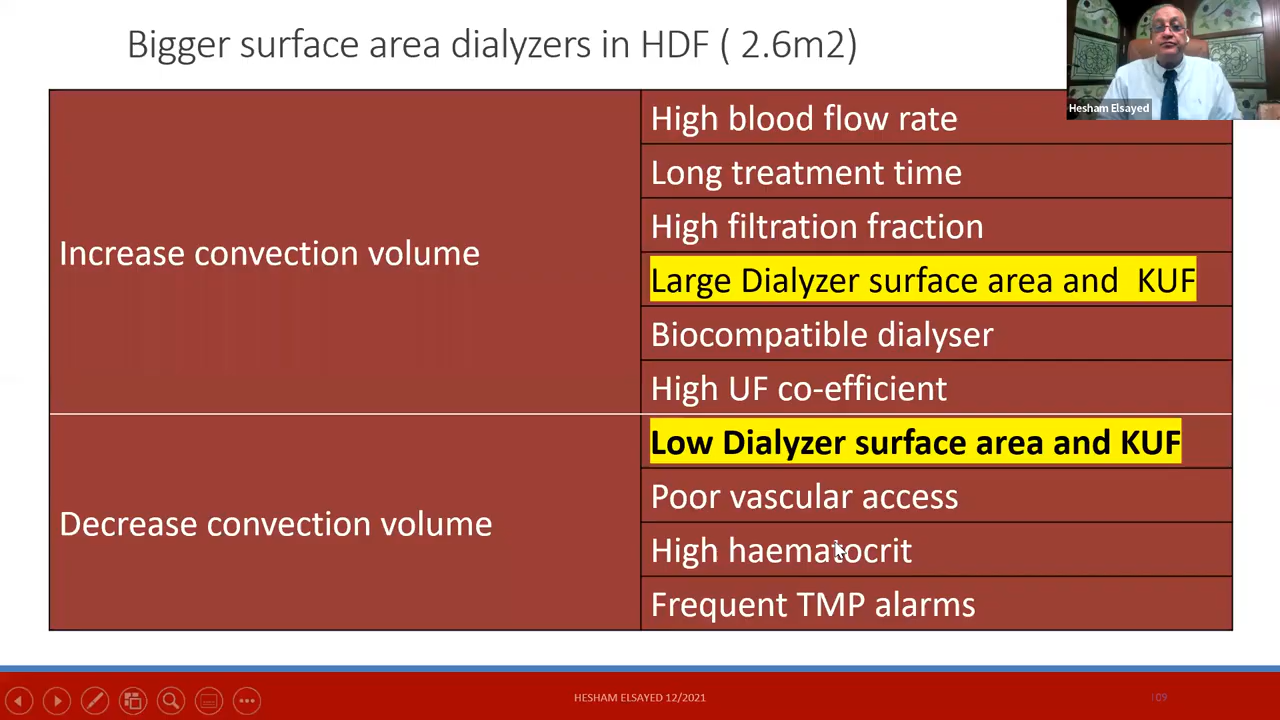 Bigger surface area dialyzers in HDF ( 2.6m2)
Hesham Elsayed
Increase convection volume
High blood flow rate
Long treatment time
High filtration fraction
Large Dialyzer surface area and  KUF
Biocompatible dialyser
High UF co-efficient
Decrease convection volume
Low Dialyzer surface area and KUF
Poor vascular access
High haematocrit
Frequent TMP alarms
HESHAM ELSAYED 12/2021
109